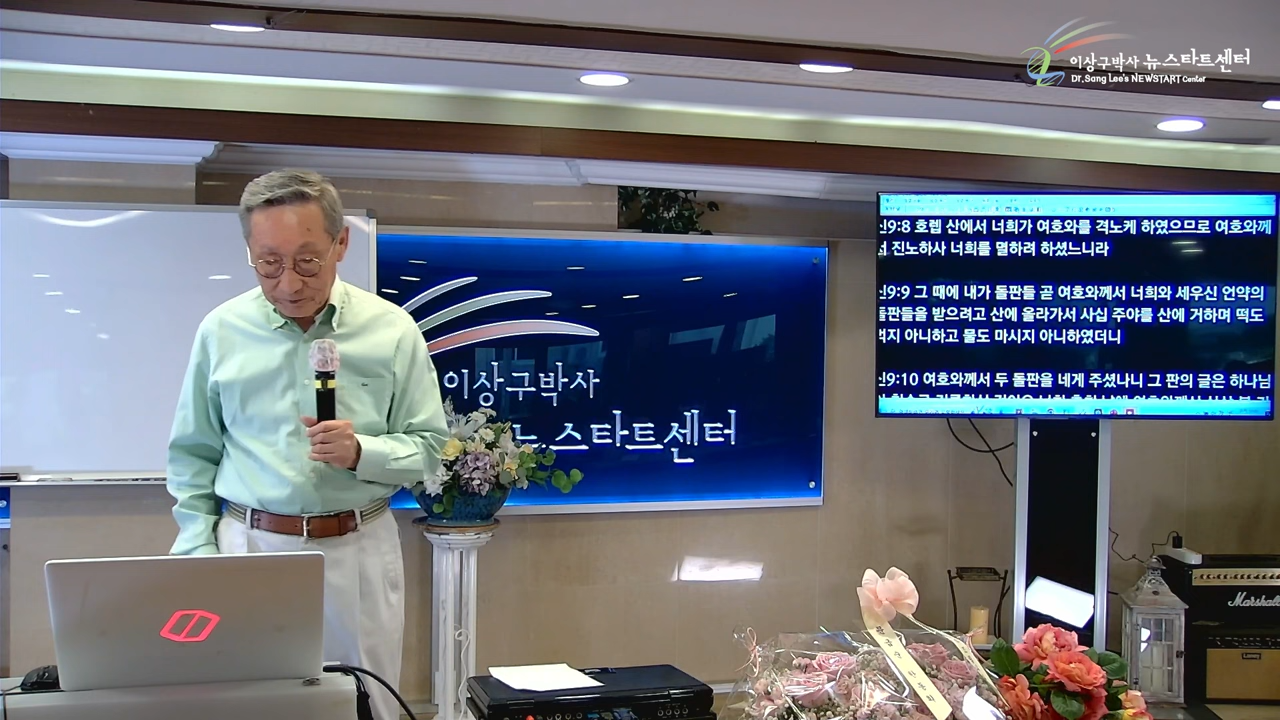 이상구박사 뉴스타트센터
Dr. Sang Lee's NEWSTART Center
신9:8 호렙 산에서 너희가 여호와를 격노케 하였으므로 여호와께
진노하사 너희를 멸하려 하셨느니라
신9:9 그 때에 내가 돌판들 곧 여호와께서 너희와 세우신 언약의
돌판들을 받으려고 산에 올라가서 사십 주야를 산에 거하며 떡도
먹지 아니하고 물도 마시지 아니하였더니
신9:10 여호와께서 두 돌판을 네게 주셨나니 그 판의 글은 하나님
이상구박사
뉴스타트센터
Marshall
Laney